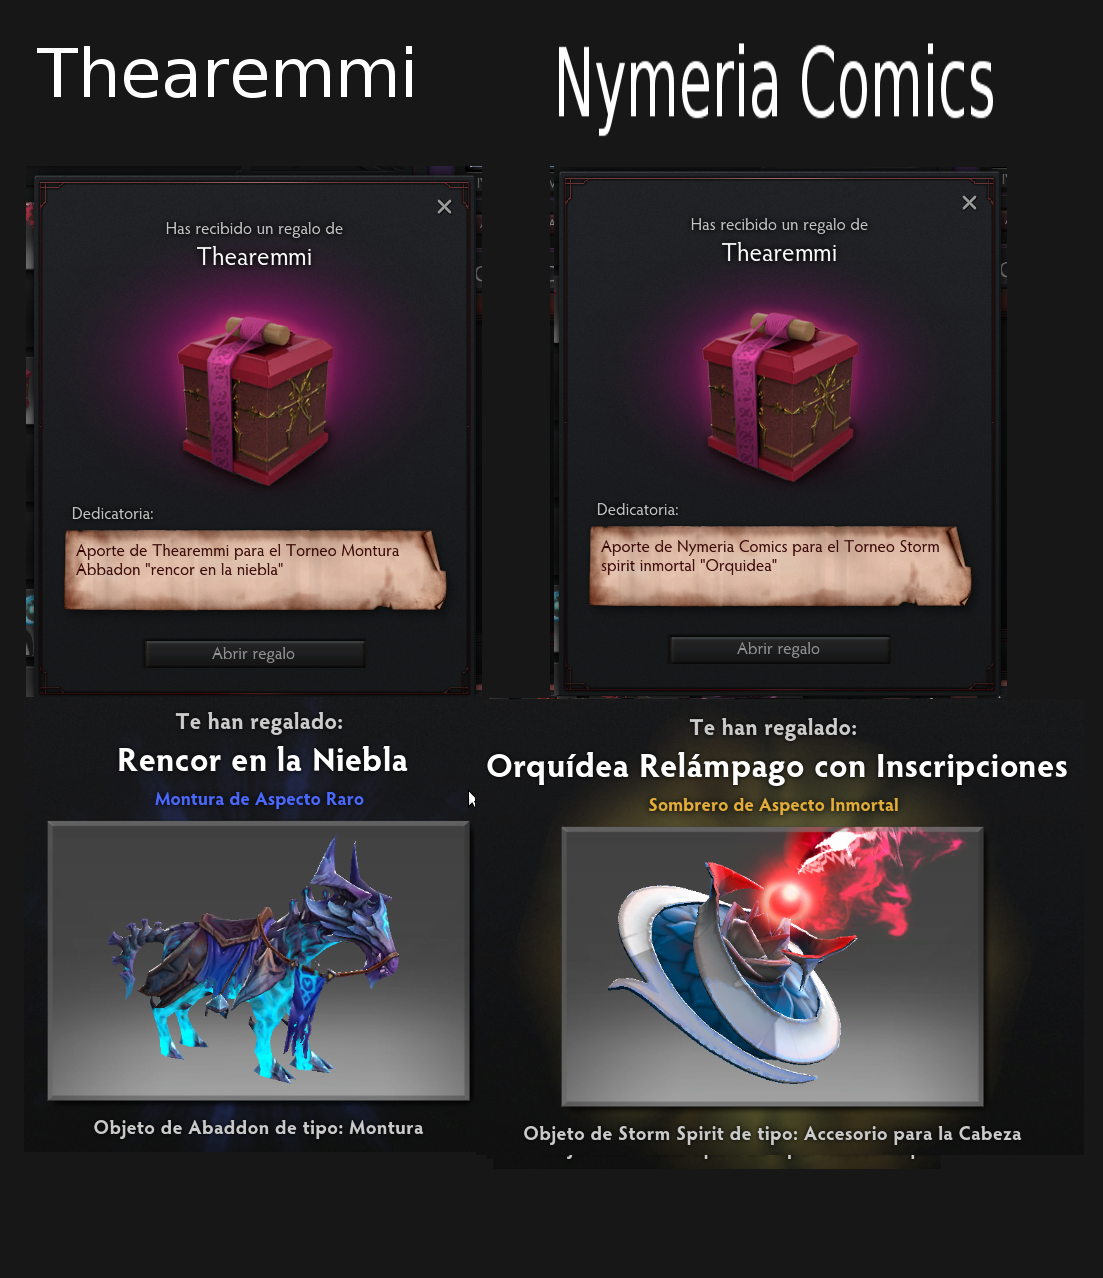 Thearemmi
Nymeria Comics
Has recibido un regalo de
Thearemmi
Dedicatoria:
Aporte de Thearemmi para el Torneo Montura
Abbadon "rencor en la niebla"
Abrir regalo
Has recibido un regalo de
Thearemmi
Dedicatoria:
Aporte de Nymeria Comics para el Torneo Storm
spirit inmortal "Orquidea"
Abrir regalo
Te han regalado:
Rencor en la Niebla
Montura de Aspecto Raro
Objeto de Abaddon de tipo: Montura
Te han regalado:
Orquídea Relámpago con Inscripciones
Sombrero de Aspecto Inmortal
Objeto de Storm Spirit de tipo: Accesorio para la Cabeza